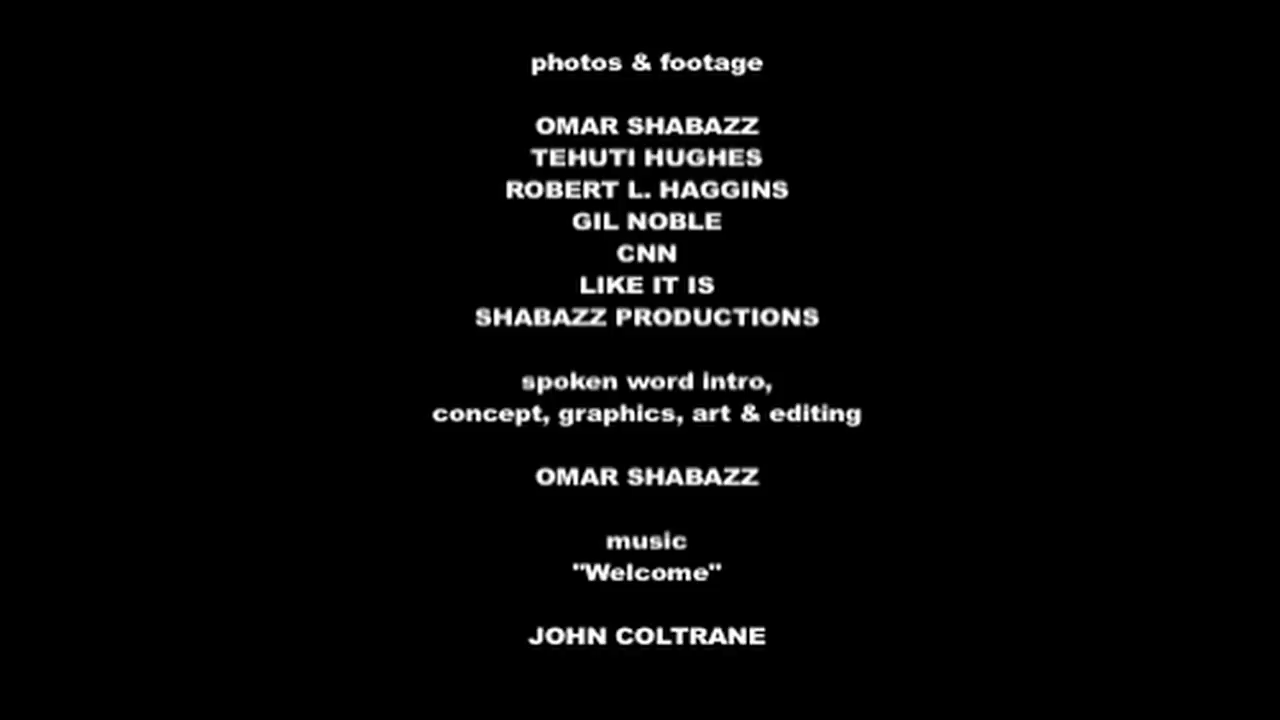 photos & footage
OMAR SHABAZZ
TEHUTI HUGHES
ROBERT L. HAGGINS
GIL NOBLE
CNN
LIKE IT IS
SHABAZZ PRODUCTIONS
spoken word intro,
concept, graphics, art & editing
OMAR SHABAZZ
music
"Welcome"
JOHN COLTRANE